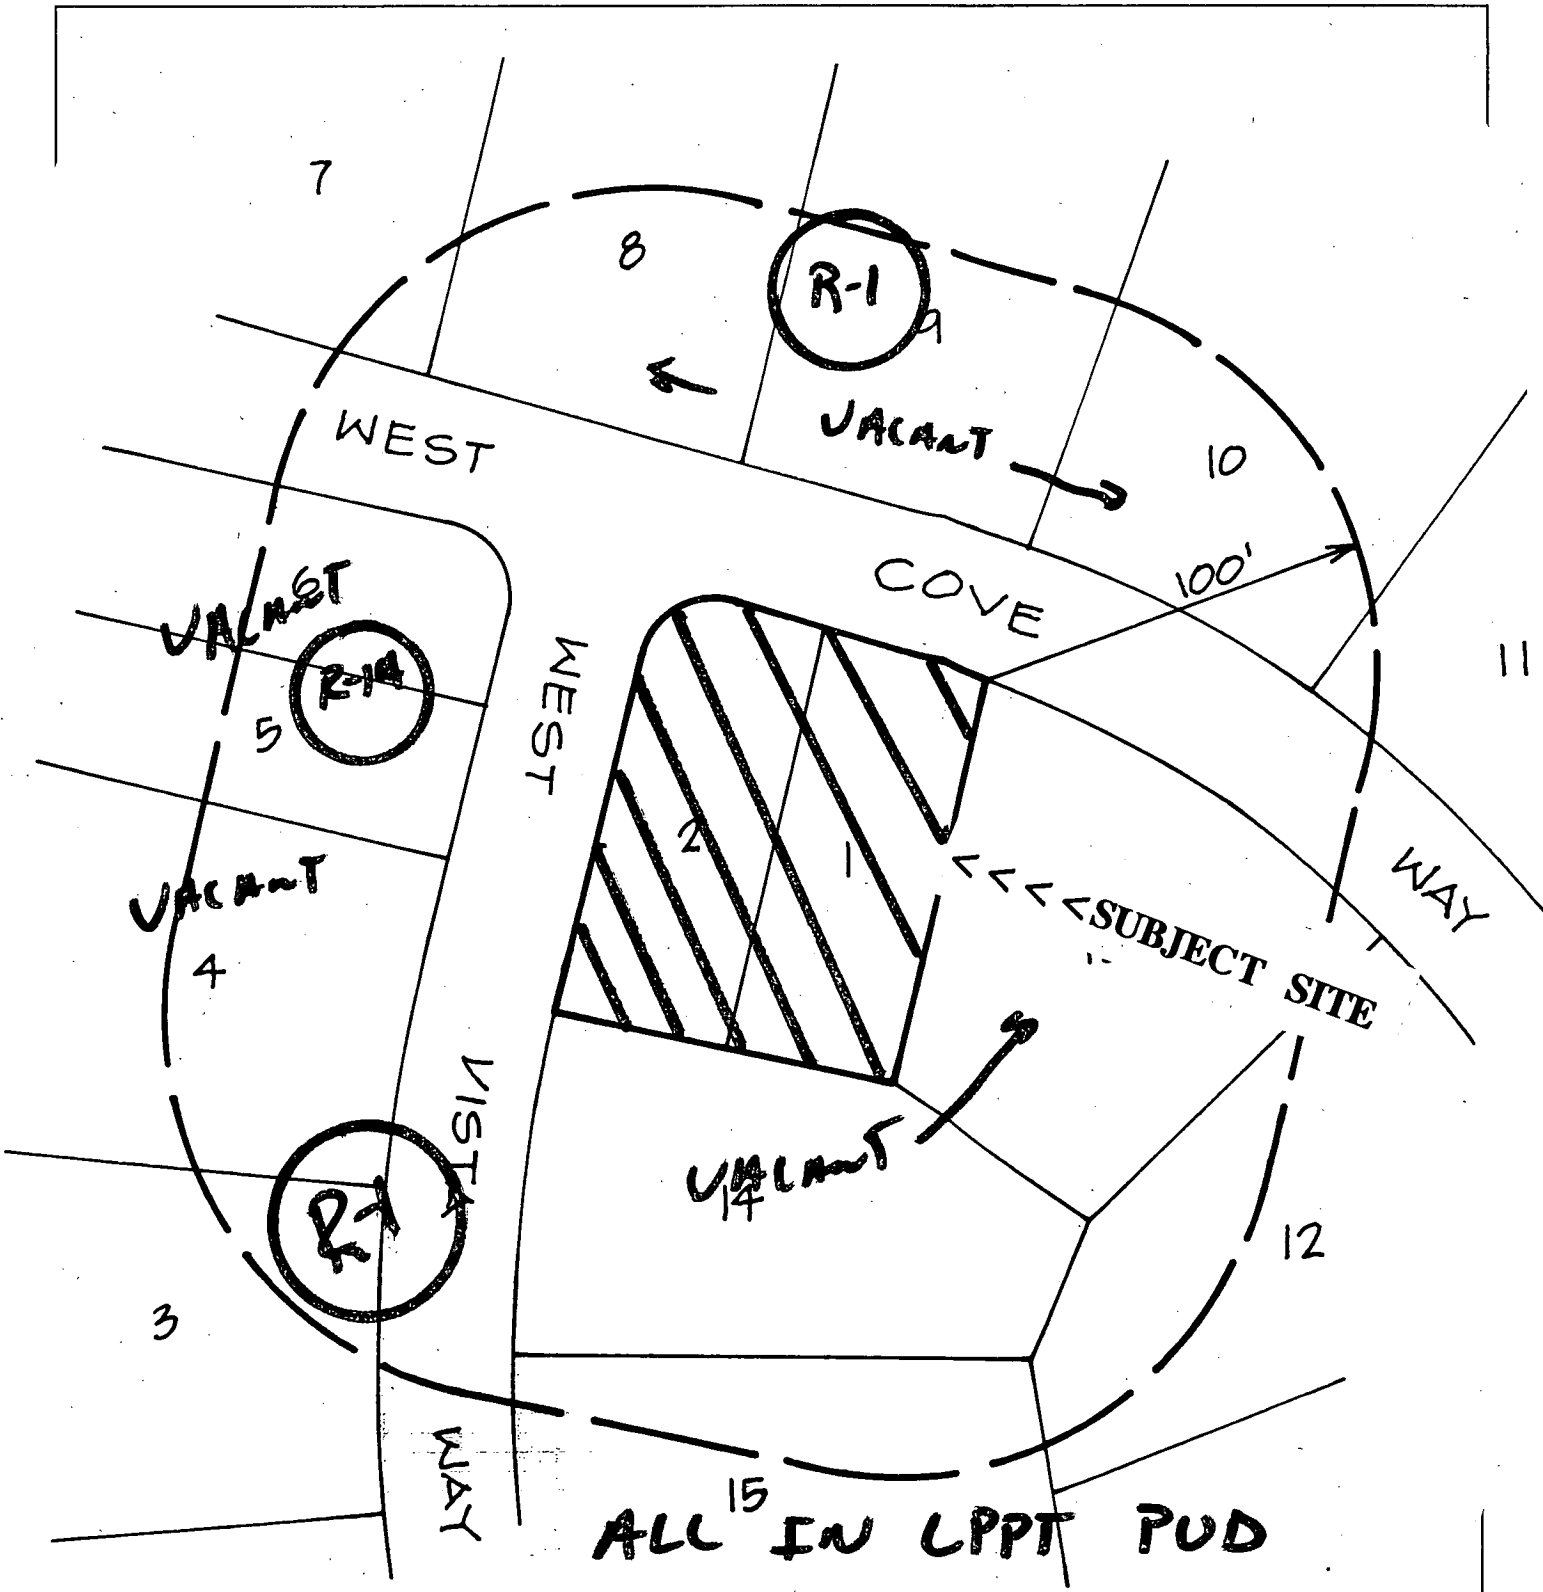 7
8
R-1
9
WEST
VACANT
10
COVE
100'
6
VACANT
R-1A
5
WEST
11
2
1
<<<<SUBJECT SITE
WAY
VACANT
4
VISTA
VACANT
14
R-1
12
3
WAY
15
ALL IN LPPT PUD